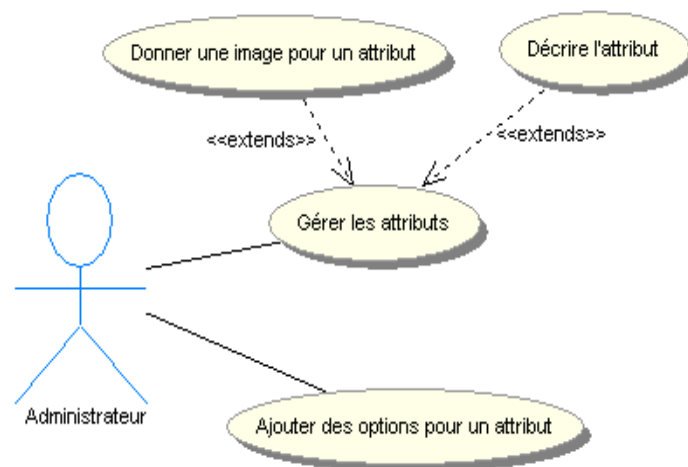 Donner une image pour un attribut
Décrire l'attribut
<<extends>>
<<extends>>
Gérer les attributs
Administrateur
Ajouter des options pour un attribut